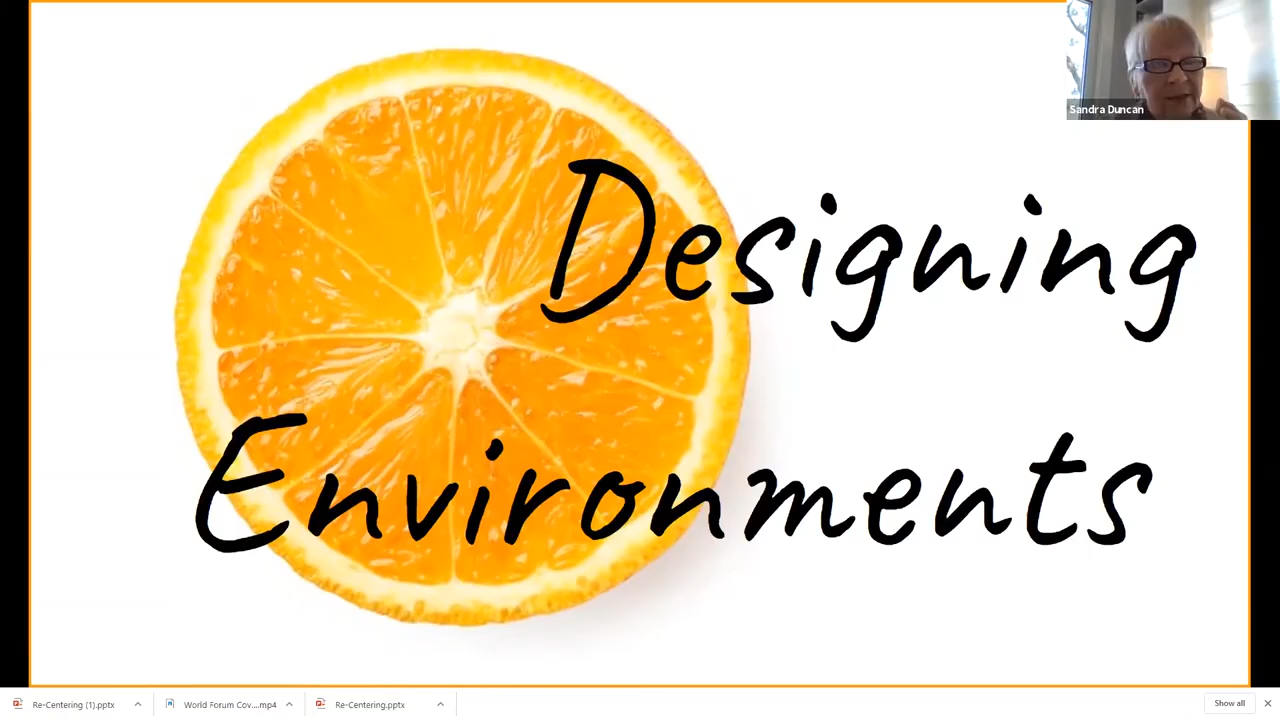 Sandra Duncan
Designing
Environments
Re-Centering (1).pptx
World Forum Cov....mp4
Re-Centering.pptx
Show all